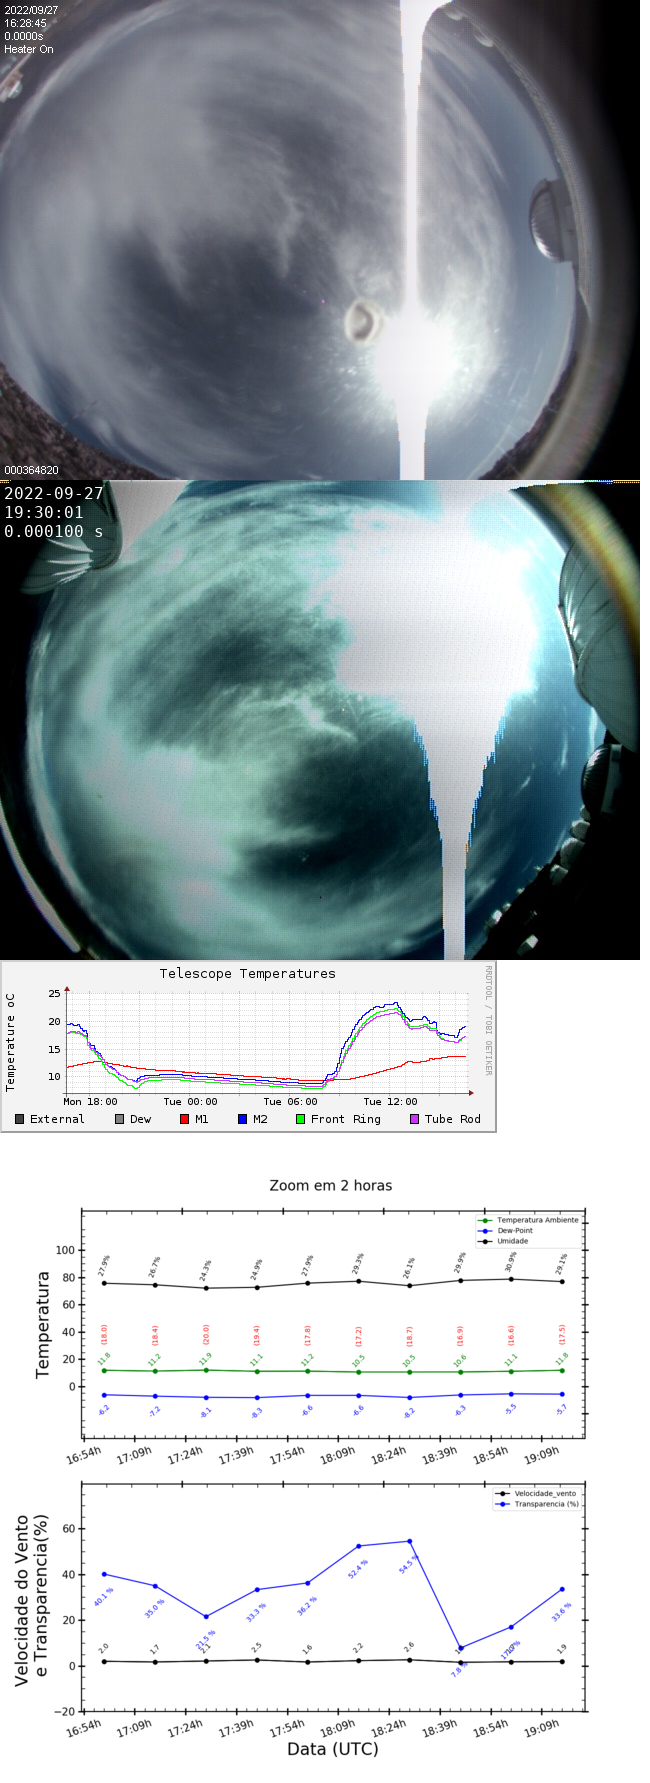 2022/09/27
16:28:45
0.0000s
Heater On
000364820
2022-09-27
19:30:01
0.000100 s
Telescope Temperatures
RRDTOOL / TOBI OETIKER
Temperature oC
25
20
15
10
Mon 18:00 Tue 00:00 Tue 06:00 Tue 12:00
External Dew M1 M2 Front Ring Tube Rod
Zoom em 2 horas
Temperatura Ambiente
Dew-Point
Umidade
Temperatura
100
80
60
40
20
0
27.9% 26.7% 24.3% 24.9% 27.9% 29.3% 26.1% 29.9% 30.9% 29.1%
(18.0) (18.4) (20.0) (19.4) (17.8) (17.2) (18.7) (16.9) (16.6) (17.5)
11.8 11.2 11.9 11.1 11.2 10.5 10.5 10.6 11.1 11.8
-6.2 -7.2 -8.1 -8.3 -6.6 -6.6 -8.2 -6.3 -5.5 -5.7
16:54h 17:09h 17:24h 17:39h 17:54h 18:09h 18:24h 18:39h 18:54h 19:09h
Velocidade_vento
Transparencia (%)
Velocidade do Vento
e Transparencia(%)
60
40
20
0
−20
40.1 % 35.0 % 21.5 % 33.3 % 36.2 % 52.4 % 54.5 % 7.8 % 33.6 %
2.0 1.7 2.1 2.5 1.6 2.2 2.6 1.9
16:54h 17:09h 17:24h 17:39h 17:54h 18:09h 18:24h 18:39h 18:54h 19:09h
Data (UTC)